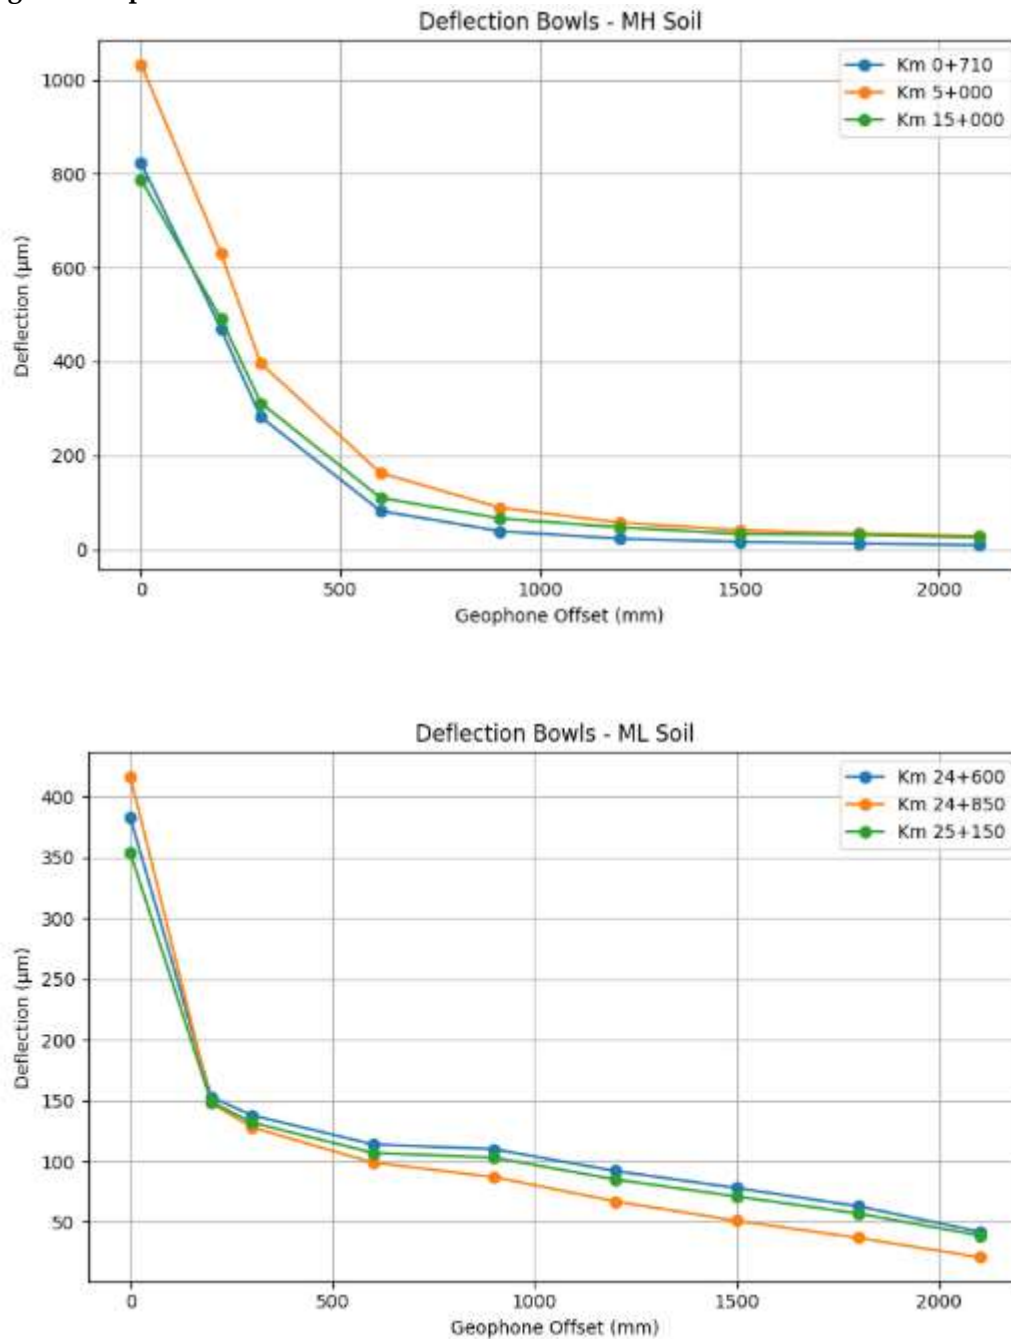 Deflection Bowls - MH Soil
Km 0+710
Km 5+000
Km 15+000
1000
800
600
400
200
0
Deflection (μm)
0 500 1000 1500 2000
Geophone Offset (mm)
Deflection Bowls - ML Soil
Km 24+600
Km 24+850
Km 25+150
400
350
300
250
200
150
100
50
Deflection (μm)
0 500 1000 1500 2000
Geophone Offset (mm)